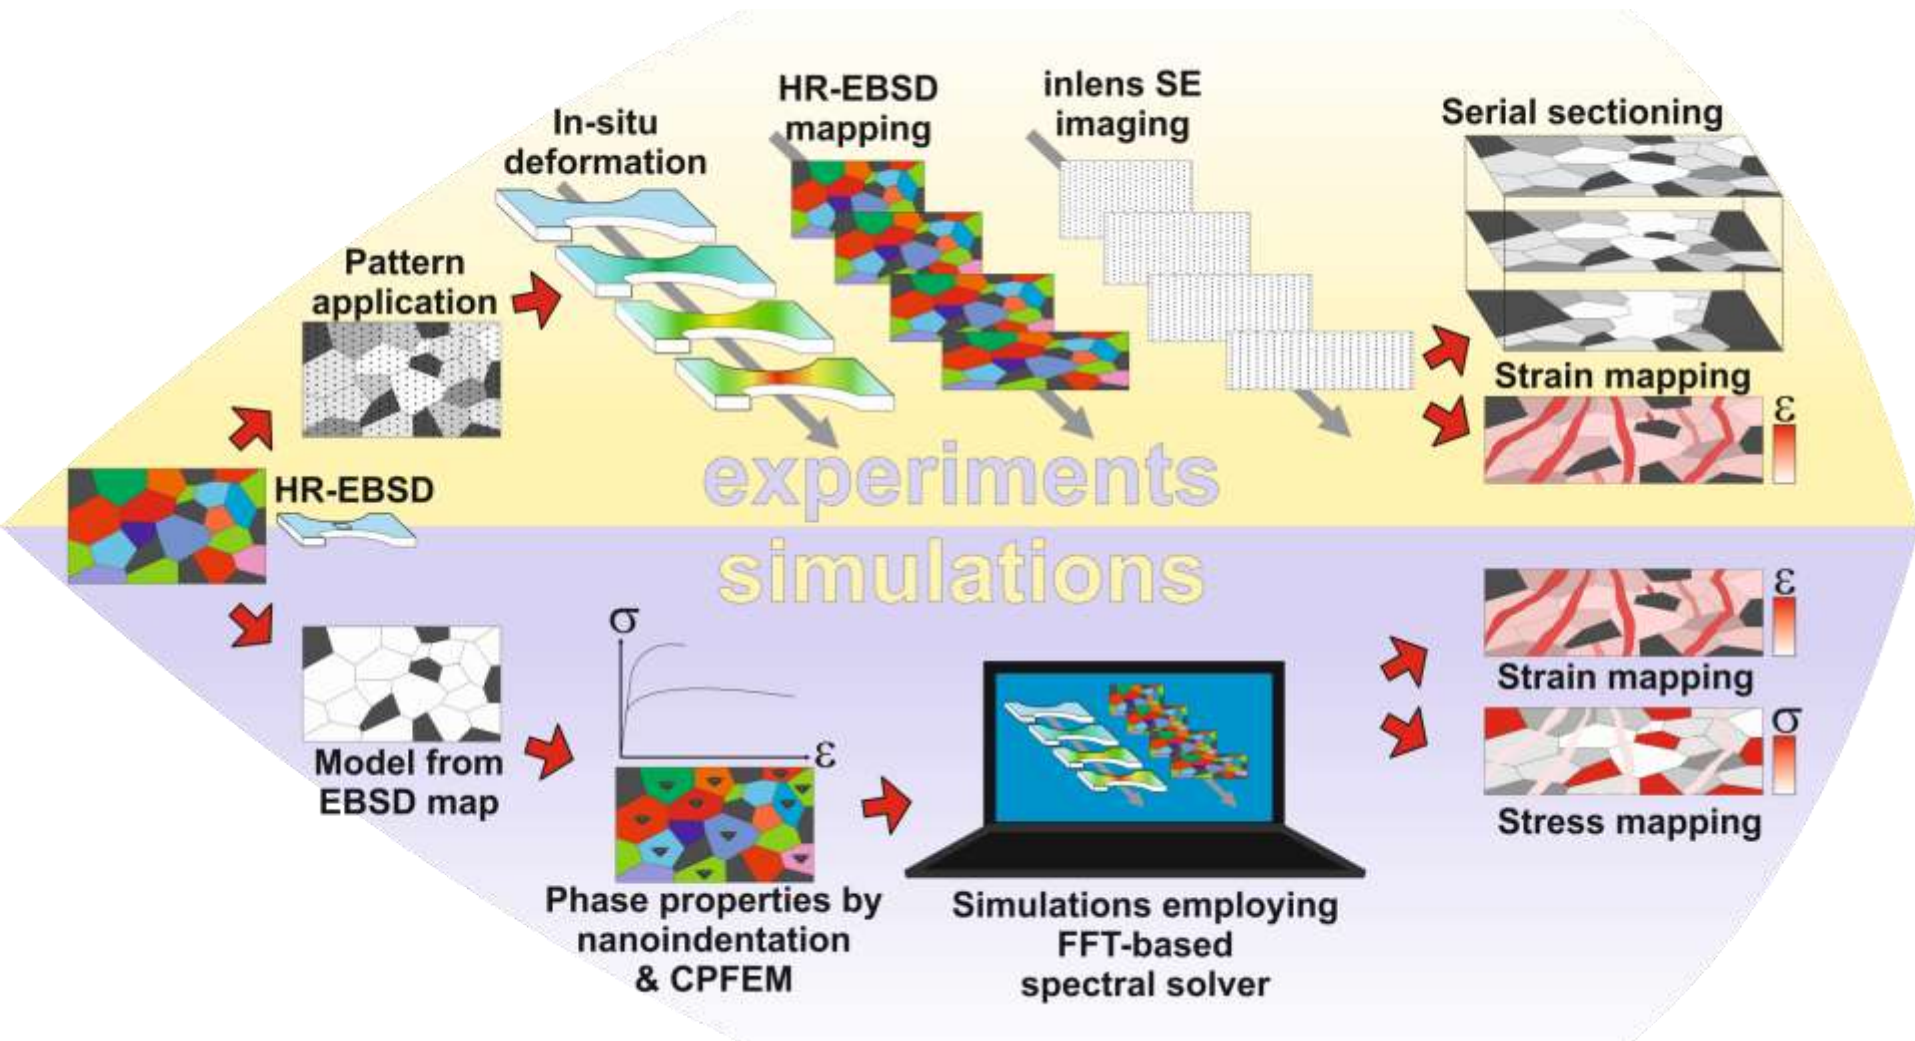 HR-EBSD
mapping
inlens SE
imaging
Serial sectioning
In-situ
deformation
Pattern
application
Strain mapping
ε
HR-EBSD
experiments
simulations
ε
Strain mapping
σ
σ
ε
Model from
EBSD map
Stress mapping
Phase properties by
nanoindentation
& CPFEM
Simulations employing
FFT-based
spectral solver